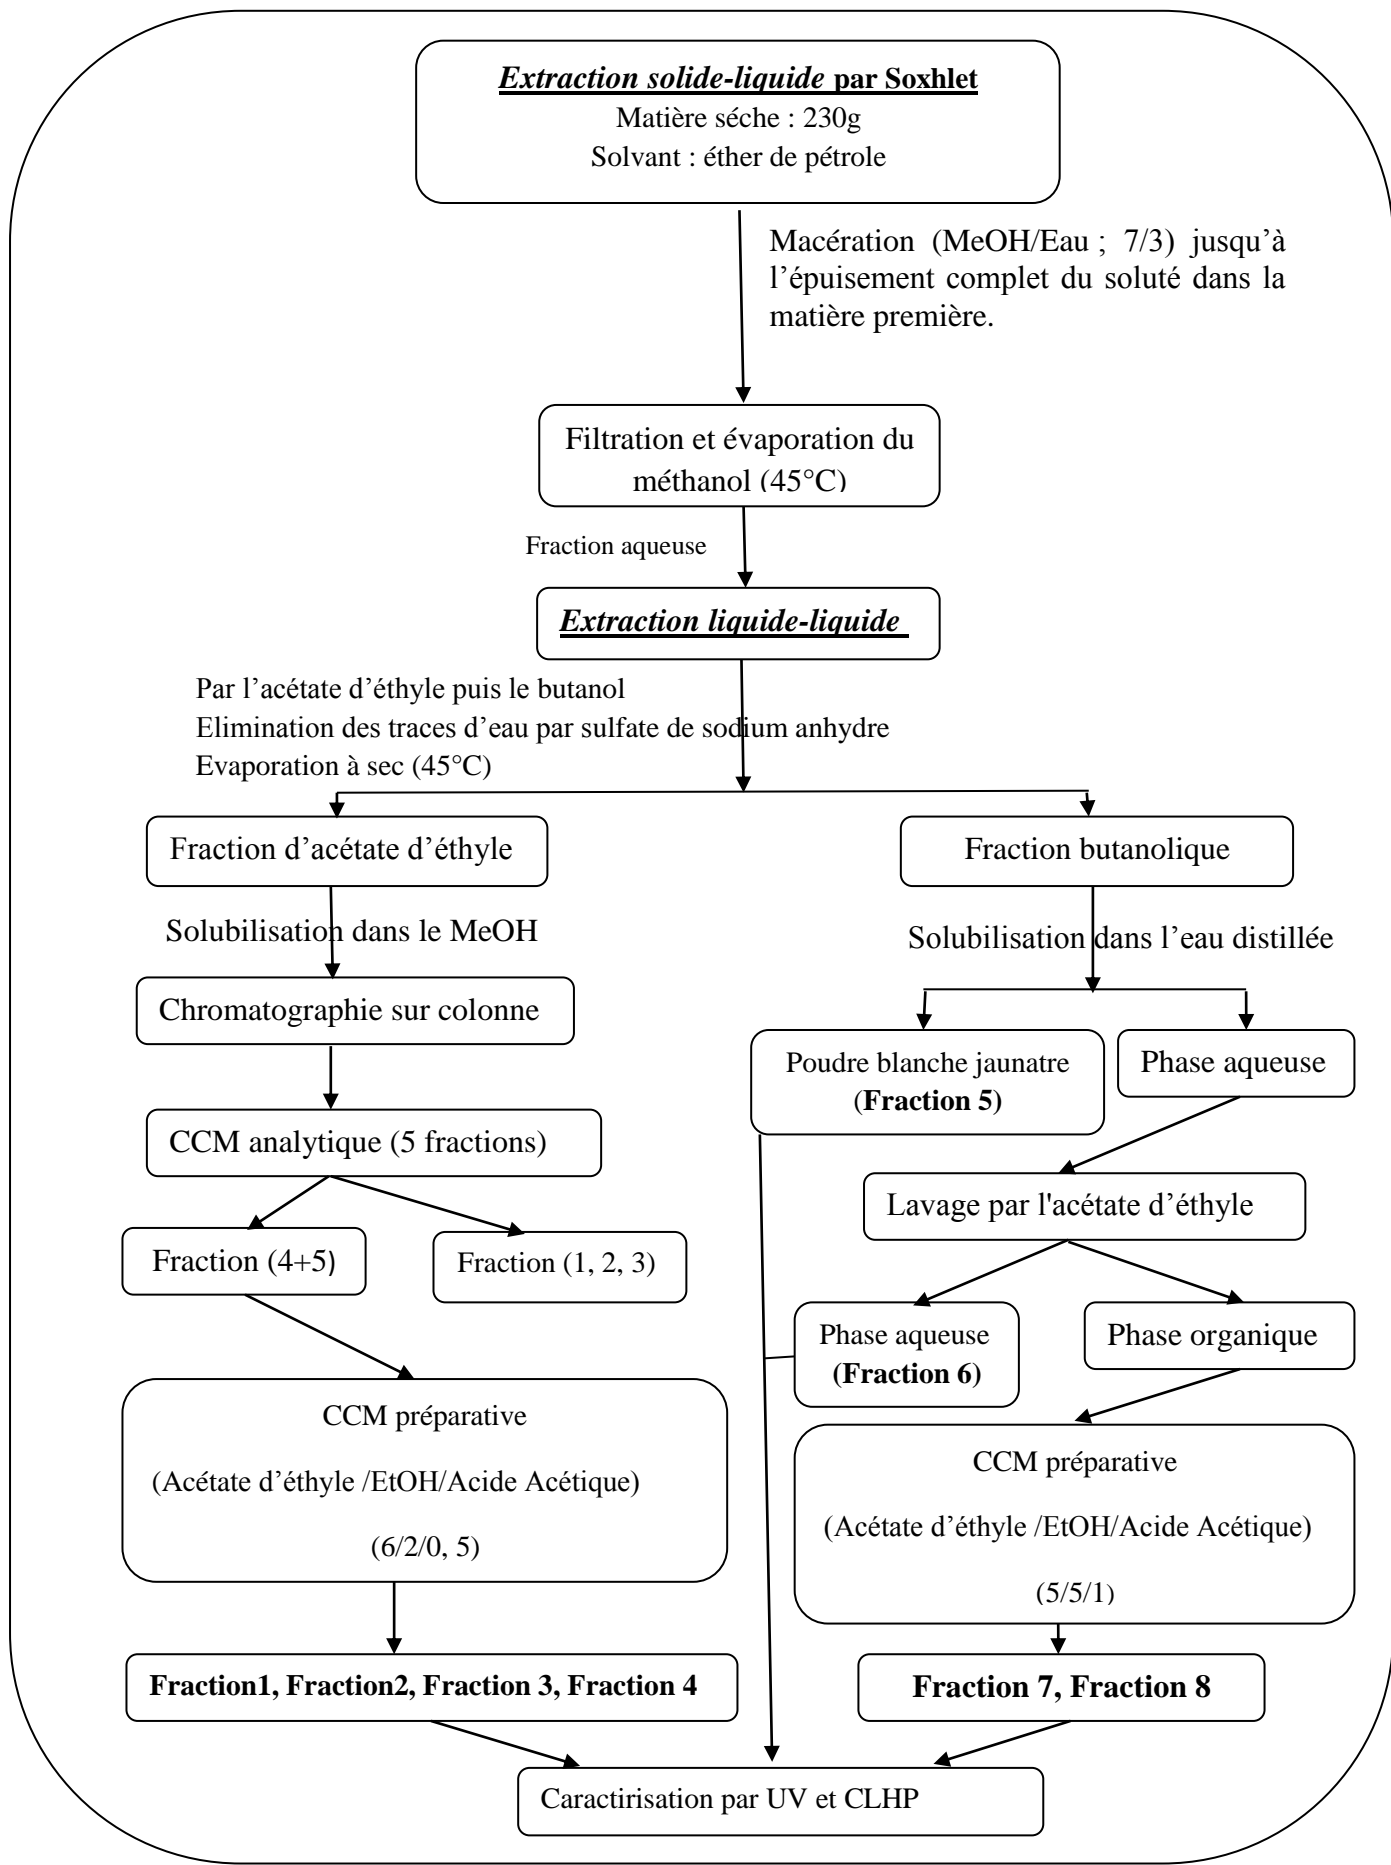 Extraction solide-liquide par Soxhlet
Matière séche : 230g
Solvant : éther de pétrole
Macération (MeOH/Eau ; 7/3) jusqu’à
l’épuisement complet du soluté dans la
matière première.
Filtration et évaporation du
méthanol (45°C)
Fraction aqueuse
Extraction liquide-liquide
Par l’acétate d’éthyle puis le butanol
Elimination des traces d’eau par sulfate de sodium anhydre
Evaporation à sec (45°C)
Fraction d’acétate d’éthyle
Fraction butanolique
Solubilisation dans le MeOH
Solubilisation dans l’eau distillée
Chromatographie sur colonne
Poudre blanche jaunatre
(Fraction 5)
Phase aqueuse
CCM analytique (5 fractions)
Lavage par l'acétate d’éthyle
Fraction (4+5)
Fraction (1, 2, 3)
Phase aqueuse
(Fraction 6)
Phase organique
CCM préparative
(Acétate d’éthyle /EtOH/Acide Acétique)
(6/2/0, 5)
CCM préparative
(Acétate d’éthyle /EtOH/Acide Acétique)
(5/5/1)
Fraction1, Fraction2, Fraction 3, Fraction 4
Fraction 7, Fraction 8
Caractirisation par UV et CLHP